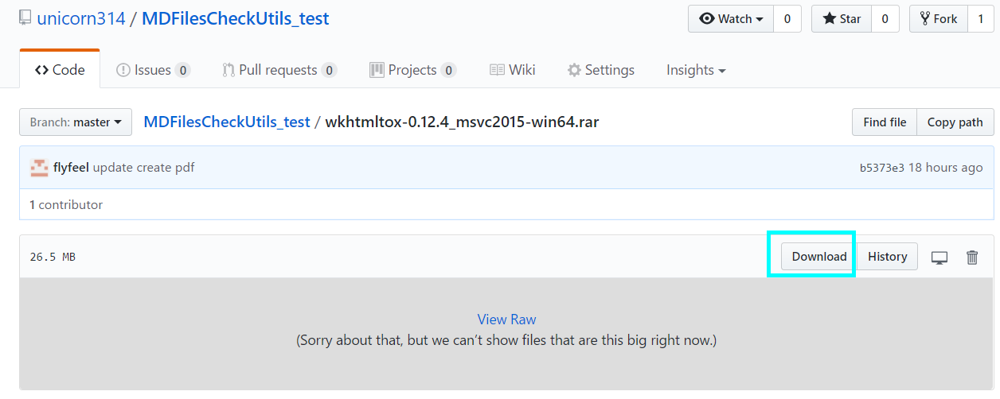 unicorn314 / MDFilesCheckUtils_test Watch 0 Star 0 Fork 1
Code Issues 0 Pull requests 0 Projects 0 Wiki Settings Insights
Branch: master MDFilesCheckUtils_test / wkhtmltox-0.12.4_msvc2015-win64.rar Find file Copy path
flyfeel update create pdf b5373e3 18 hours ago
1 contributor
26.5 MB Download History
View Raw
(Sorry about that, but we can’t show files that are this big right now.)